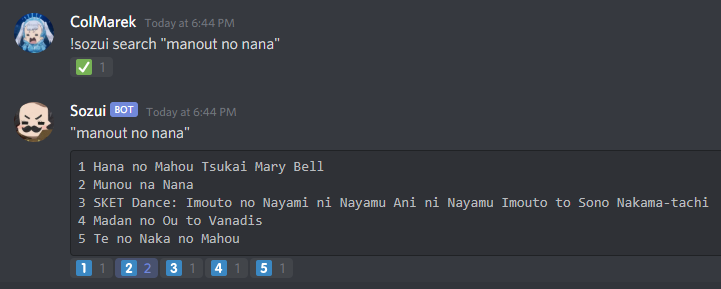 ColMarek Today at 6:44 PM
!sozui search "manout no nana"
1
Sozui BOT Today at 6:44 PM
"manout no nana"
1 Hana no Mahou Tsukai Mary Bell
2 Munou na Nana
3 SKET Dance: Imouto no Nayami ni Nayamu Ani ni Nayamu Imouto to Sono Nakama-tachi
4 Madan no Ou to Vanadis
5 Te no Naka no Mahou
1 1 2 2 3 1 4 1 5 1